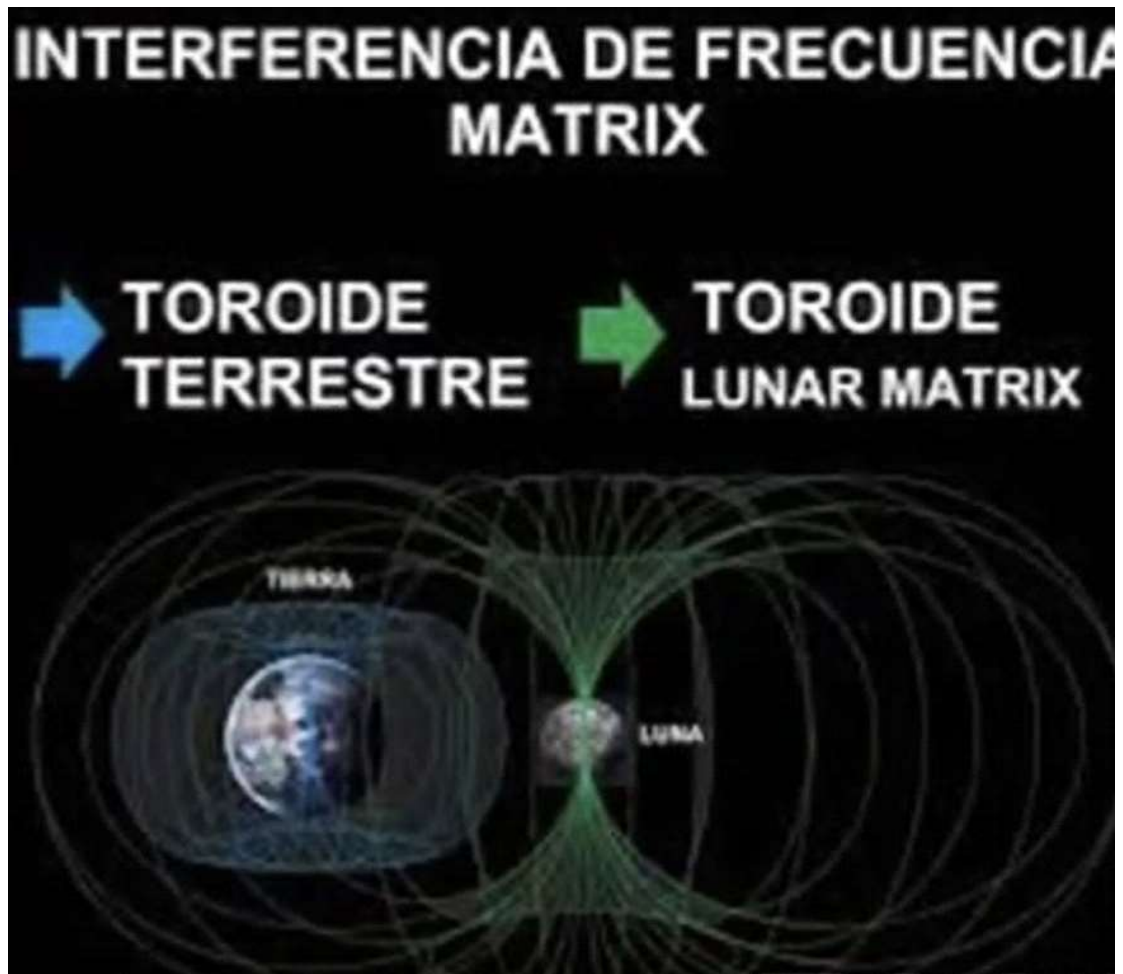 INTERFERENCIA DE FRECUENCIA
MATRIX
TOROIDE
TERRESTRE
TOROIDE
LUNAR MATRIX
TIERRA
LUNA